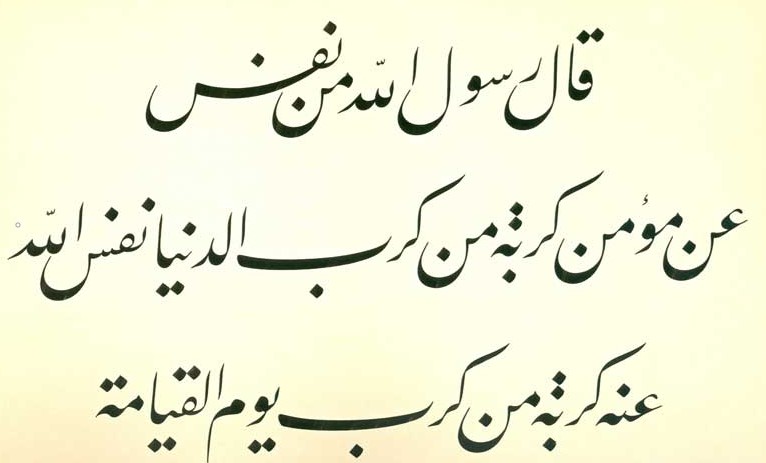 قال رسول الله من نفس
عن مؤمن كربة من كرب الدنيا نفس الله
عنه كربة من كرب يوم القيامة